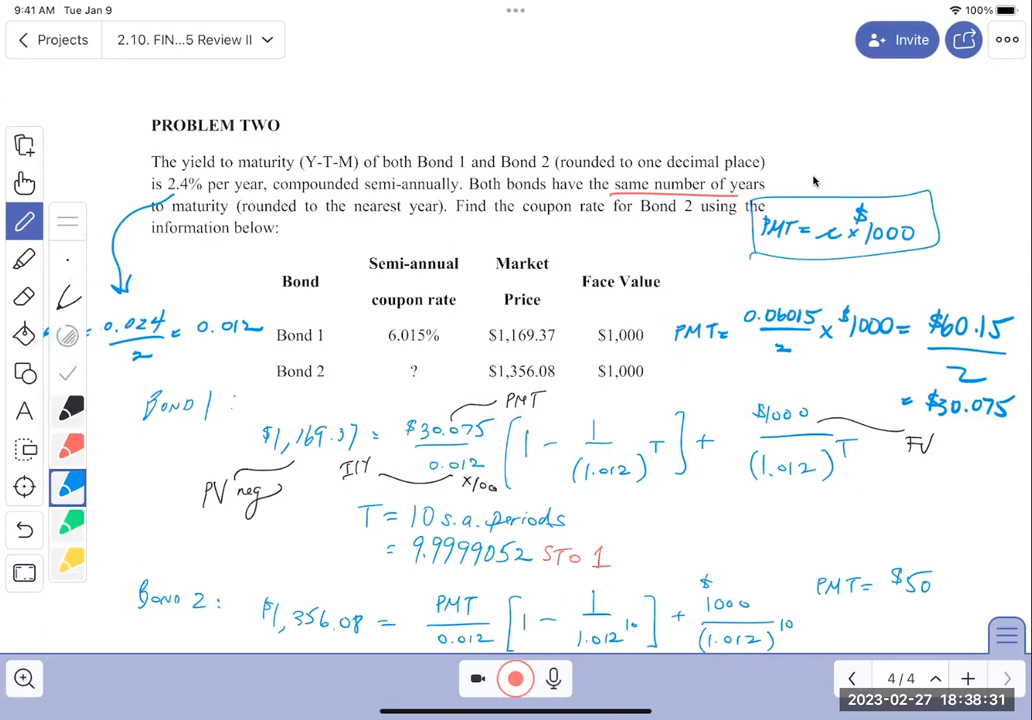 9:41 AM Tue Jan 9
100%
Projects
2.10. FIN...5 Review II
Invite
PROBLEM TWO
The yield to maturity (Y-T-M) of both Bond 1 and Bond 2 (rounded to one decimal place)
is 2.4% per year, compounded semi-annually. Both bonds have the same number of years
to maturity (rounded to the nearest year). Find the coupon rate for Bond 2 using the
information below:
PMT = r x $1000
Bond Semi-annual coupon rate Market Price Face Value
Bond 1 6.015% $1,169.37 $1,000
Bond 2 ? $1,356.08 $1,000
= 0.024/2 = 0.012
PMT = 0.06015/2 x $1000 = $60.15/2
= $30.075
BOND 1 :
PMT
$1,169.37 = $30.075/0.012 [1 - 1/(1.012)^T] + $1000/(1.012)^T
FV
PV neg
I/Y
x100
T = 10 s.a. periods
= 9.9999052 STO 1
BOND 2 : $1,356.08 = PMT/0.012 [1 - 1/1.012^10] + $1000/(1.012)^10
PMT = $50
A
4/4
2023-02-27 18:38:31